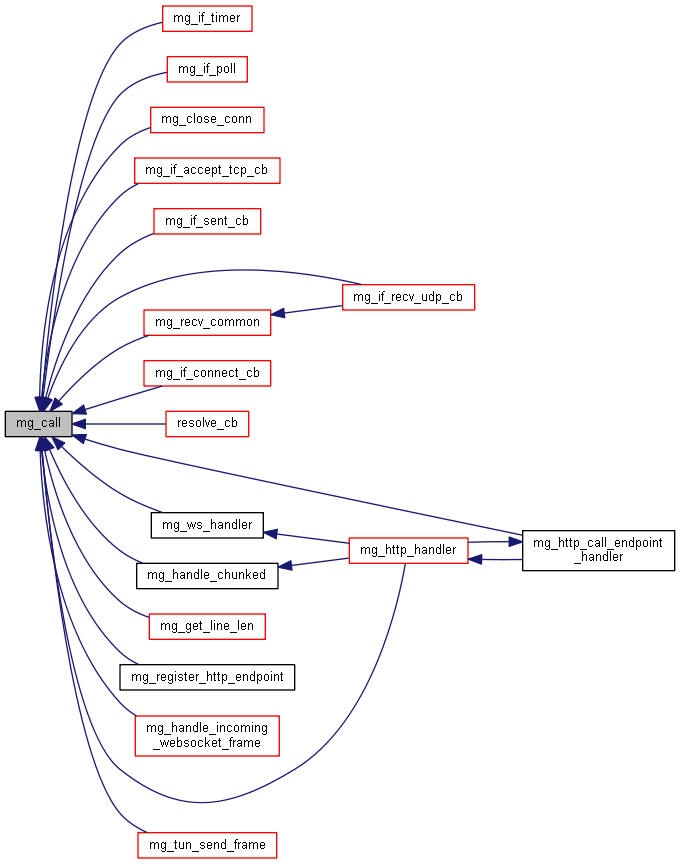 mg_if_timer
mg_if_poll
mg_close_conn
mg_if_accept_tcp_cb
mg_if_sent_cb
mg_if_recv_udp_cb
mg_recv_common
mg_if_connect_cb
mg_call
resolve_cb
mg_ws_handler
mg_http_handler
mg_http_call_endpoint
_handler
mg_handle_chunked
mg_get_line_len
mg_register_http_endpoint
mg_handle_incoming
_websocket_frame
mg_tun_send_frame